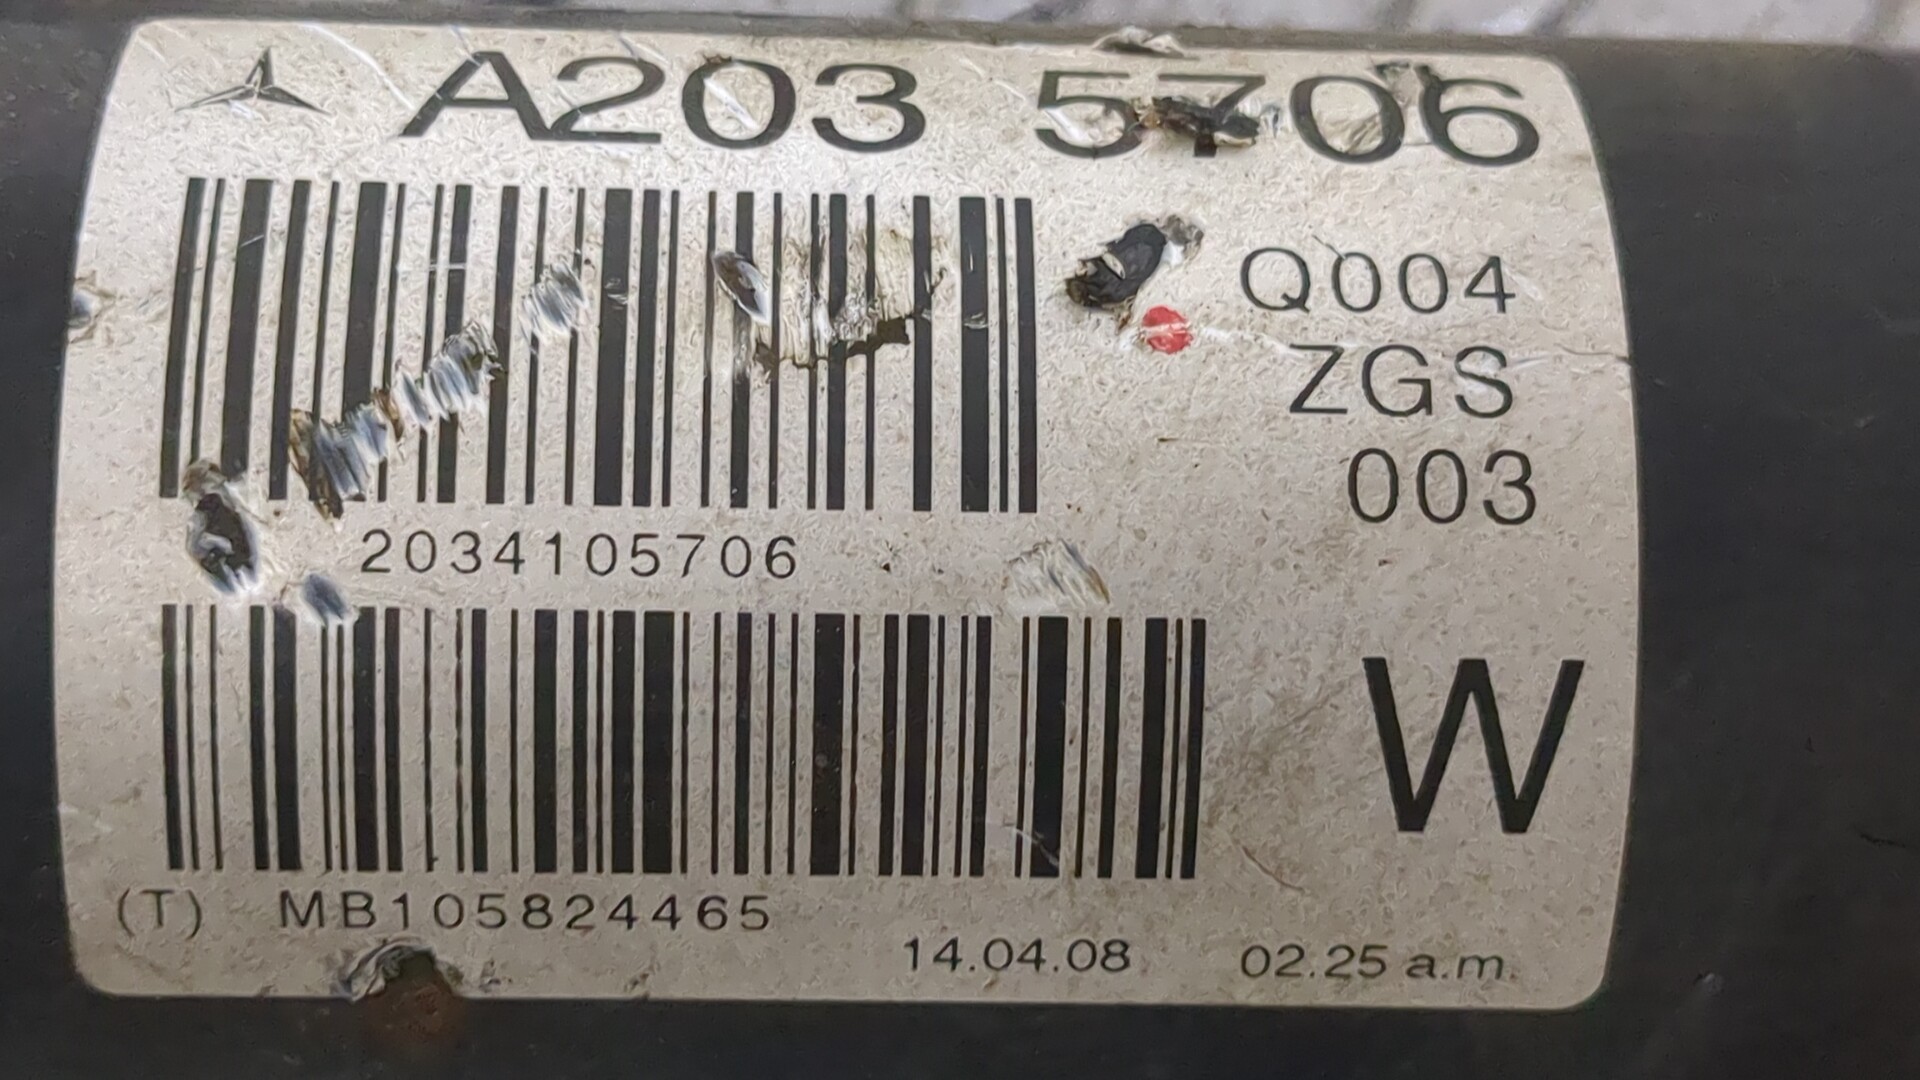 A203 5706
Q004
ZGS
003
2034105706
W
(T) MB105824465
14.04.08 02.25 a.m.